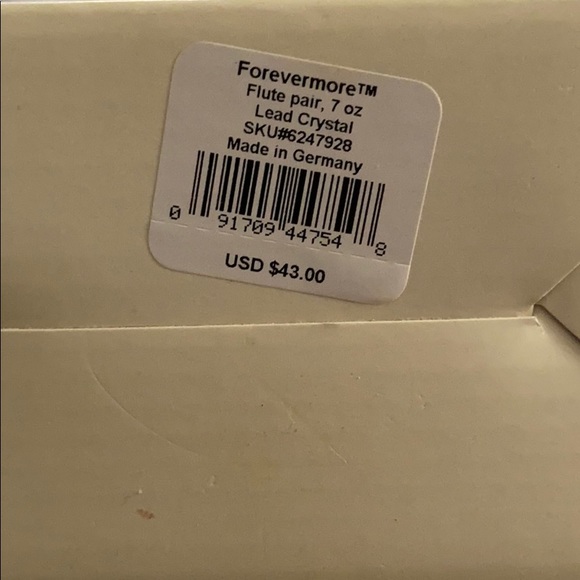 Forevermore™
Flute pair, 7 oz
Lead Crystal
SKU#6247928
Made in Germany
0 91709 44754 8
USD $43.00